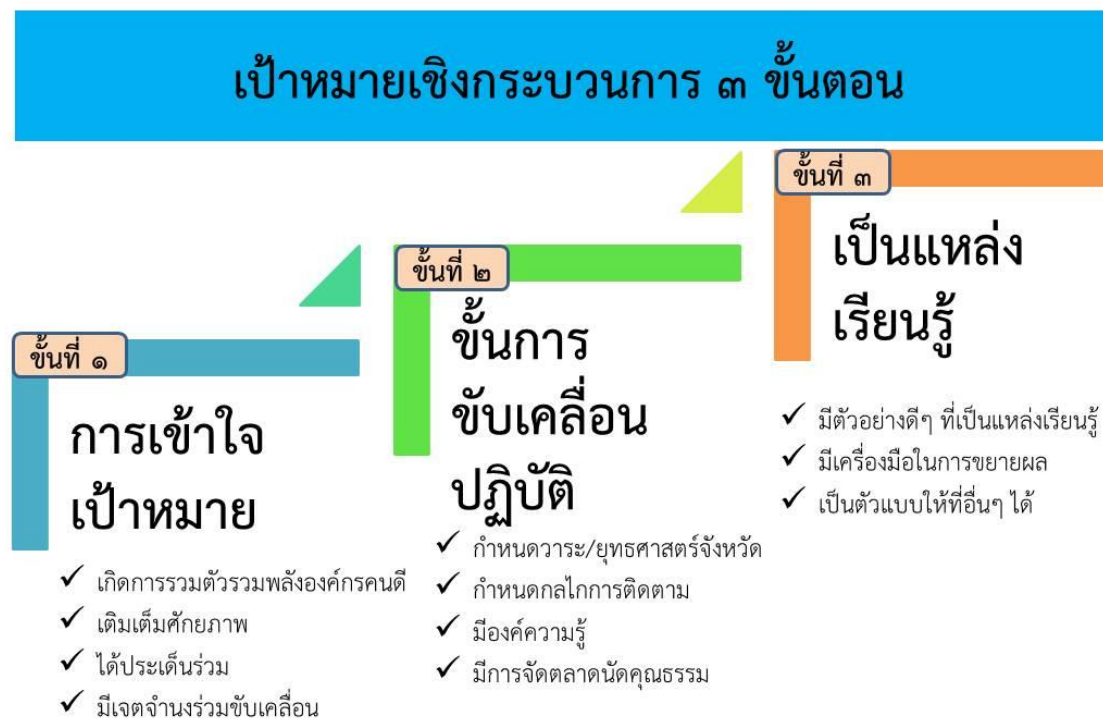 เป้าหมายเชิงกระบวนการ ๓ ขั้นตอน
ขั้นที่ ๑
การเข้าใจ
เป้าหมาย
✓ เกิดการรวมตัวรวมพลังองค์กรคนดี
✓ เติมเต็มศักยภาพ
✓ ได้ประเด็นร่วม
✓ มีเจตจำนงร่วมขับเคลื่อน
ขั้นที่ ๒
ขั้นการ
ขับเคลื่อน
ปฏิบัติ
✓ กำหนดวาระ/ยุทธศาสตร์จังหวัด
✓ กำหนดกลไกการติดตาม
✓ มีองค์ความรู้
✓ มีการจัดตลาดนัดคุณธรรม
ขั้นที่ ๓
เป็นแหล่ง
เรียนรู้
✓ มีตัวอย่างดีๆ ที่เป็นแหล่งเรียนรู้
✓ มีเครื่องมือในการขยายผล
✓ เป็นตัวแบบให้ที่อื่นๆ ได้